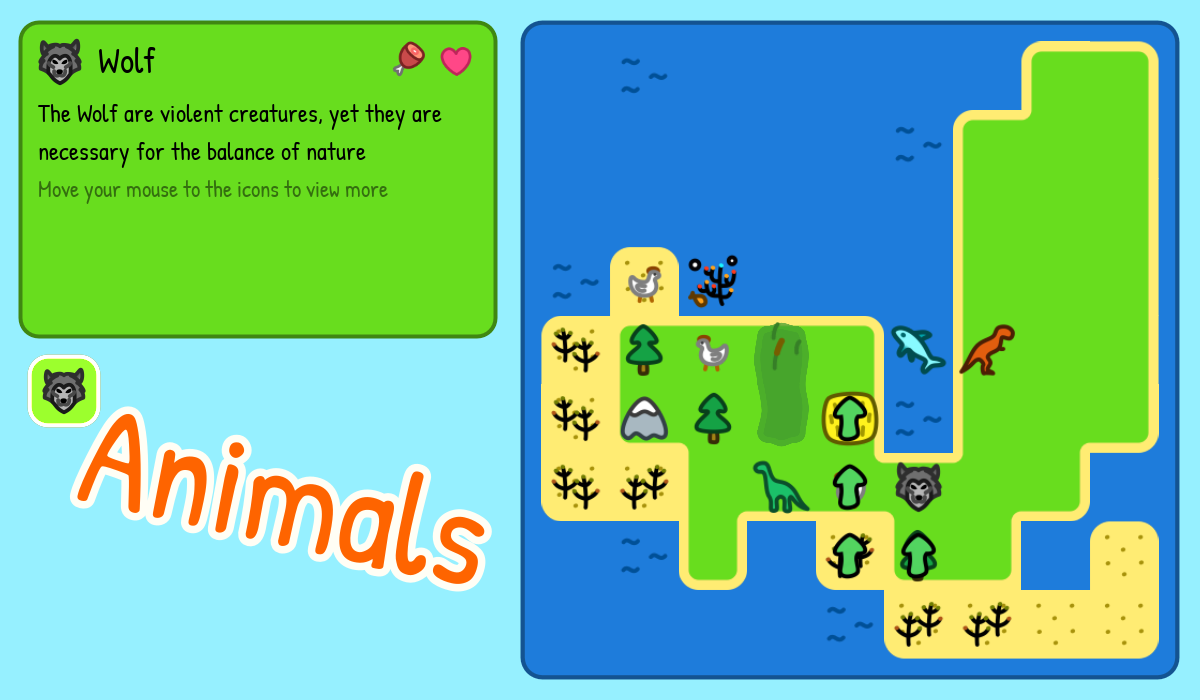 Wolf
The Wolf are violent creatures, yet they are
necessary for the balance of nature
Move your mouse to the icons to view more
Animals